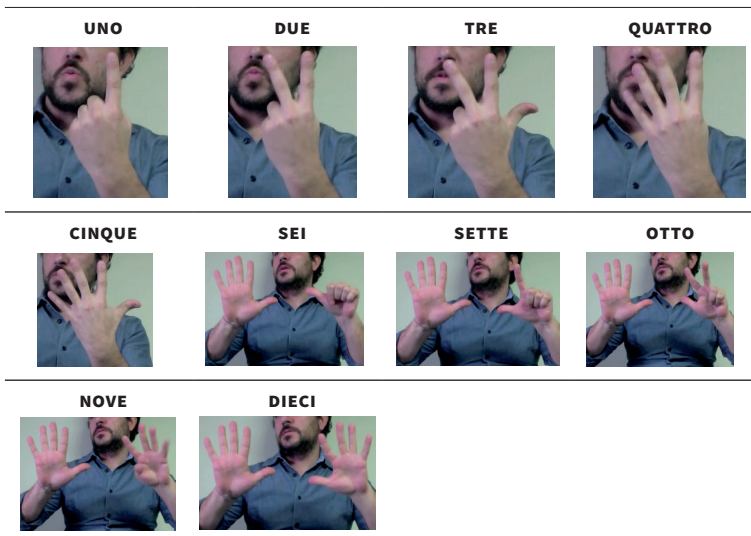 UNO DUE TRE QUATTRO
CINQUE SEI SETTE OTTO
NOVE DIECI